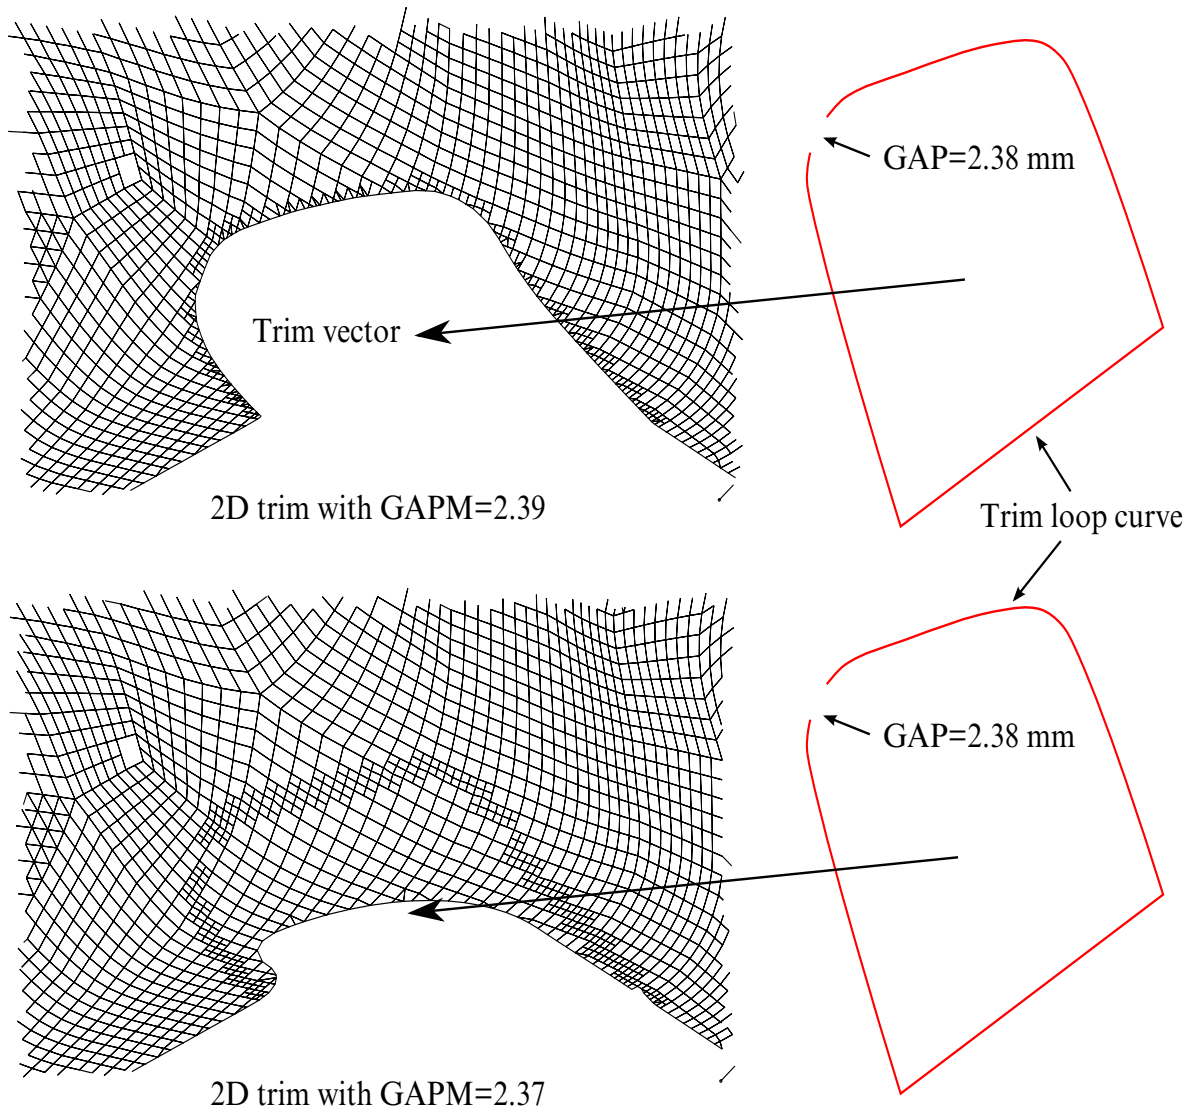 GAP=2.38 mm
Trim vector
2D trim with GAPM=2.39
Trim loop curve
GAP=2.38 mm
2D trim with GAPM=2.37